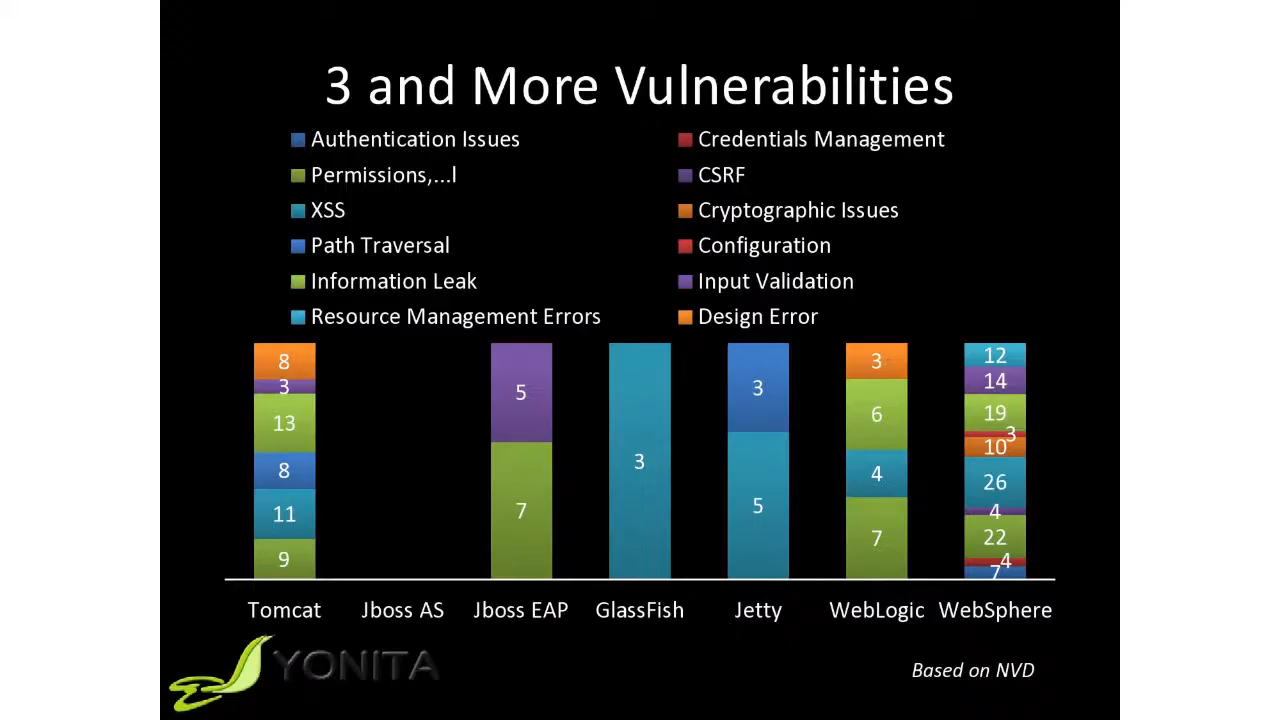 3 and More Vulnerabilities
Authentication Issues
Credentials Management
Permissions,...l
CSRF
XSS
Cryptographic Issues
Path Traversal
Configuration
Information Leak
Input Validation
Resource Management Errors
Design Error
8
3
13
8
11
9
5
7
3
3
5
3
6
4
7
12
14
19
3
10
26
4
22
4
7
Tomcat Jboss AS Jboss EAP GlassFish Jetty WebLogic WebSphere
YONITA
Based on NVD